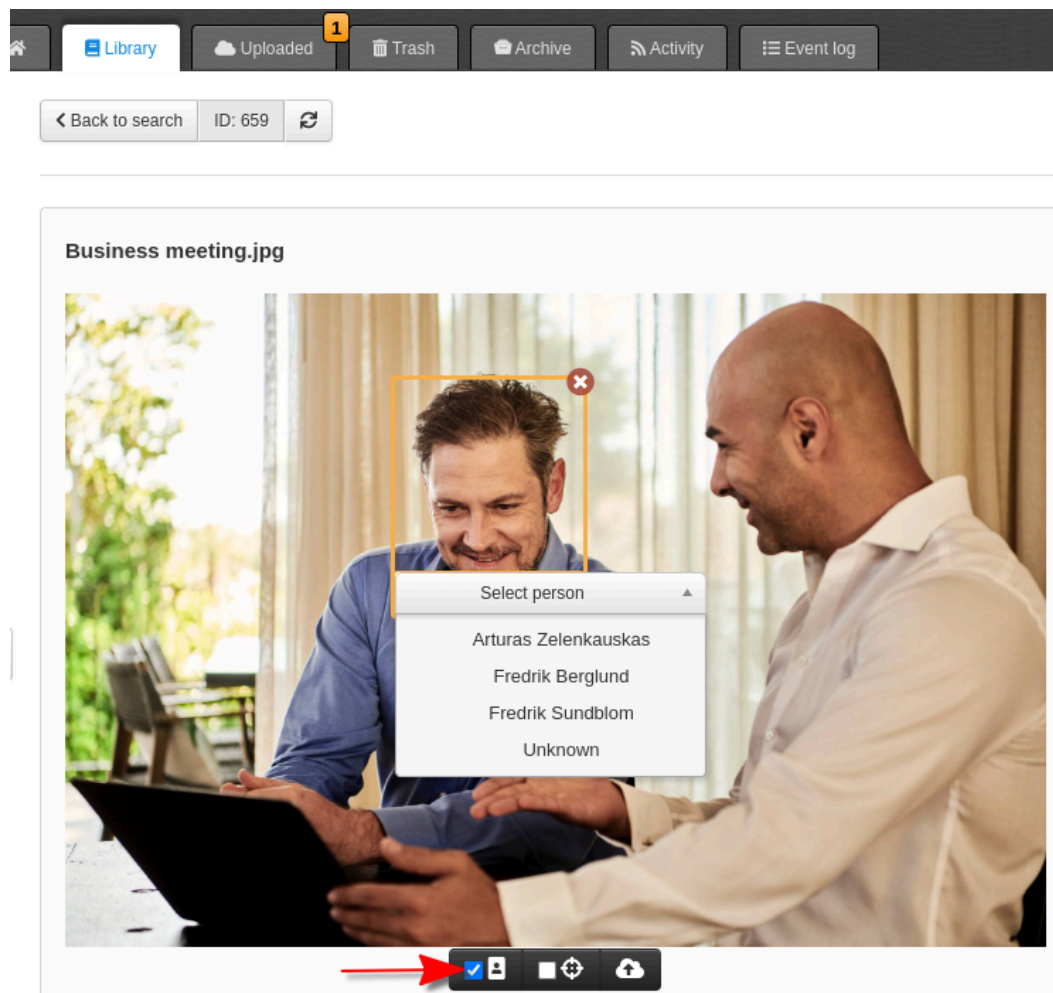 Library
Uploaded
1
Trash
Archive
Activity
Event log
Back to search
ID: 659
Business meeting.jpg
Select person
Arturas Zelenkauskas
Fredrik Berglund
Fredrik Sundblom
Unknown